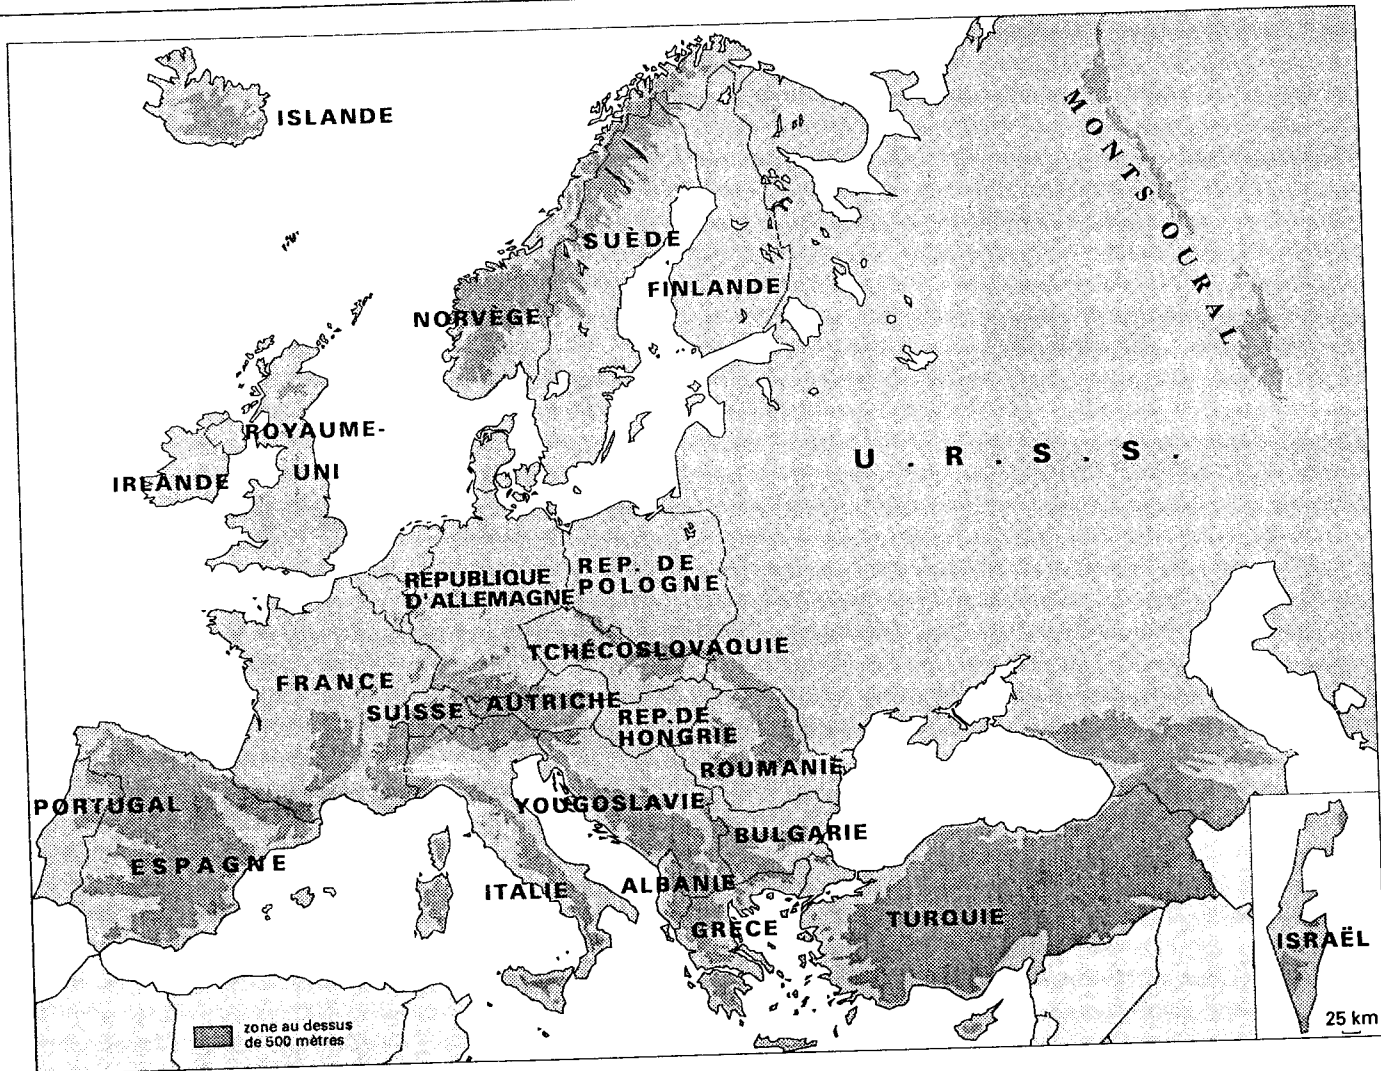 ISLANDE
MONTS OURAL
SUÈDE
FINLANDE
NORVÈGE
ROYAUME-
UNI
IRLANDE
U.R.S.S.
RÉPUBLIQUE
D'ALLEMAGNE
REP. DE
POLOGNE
TCHÉCOSLOVAQUIE
FRANCE
SUISSE
AUTRICHE
REP. DE
HONGRIE
ROUMANIE
PORTUGAL
YOUGOSLAVIE
BULGARIE
ESPAGNE
ITALIE
ALBANIE
GRÈCE
TURQUIE
ISRAËL
25 km
zone au dessus
de 500 mètres